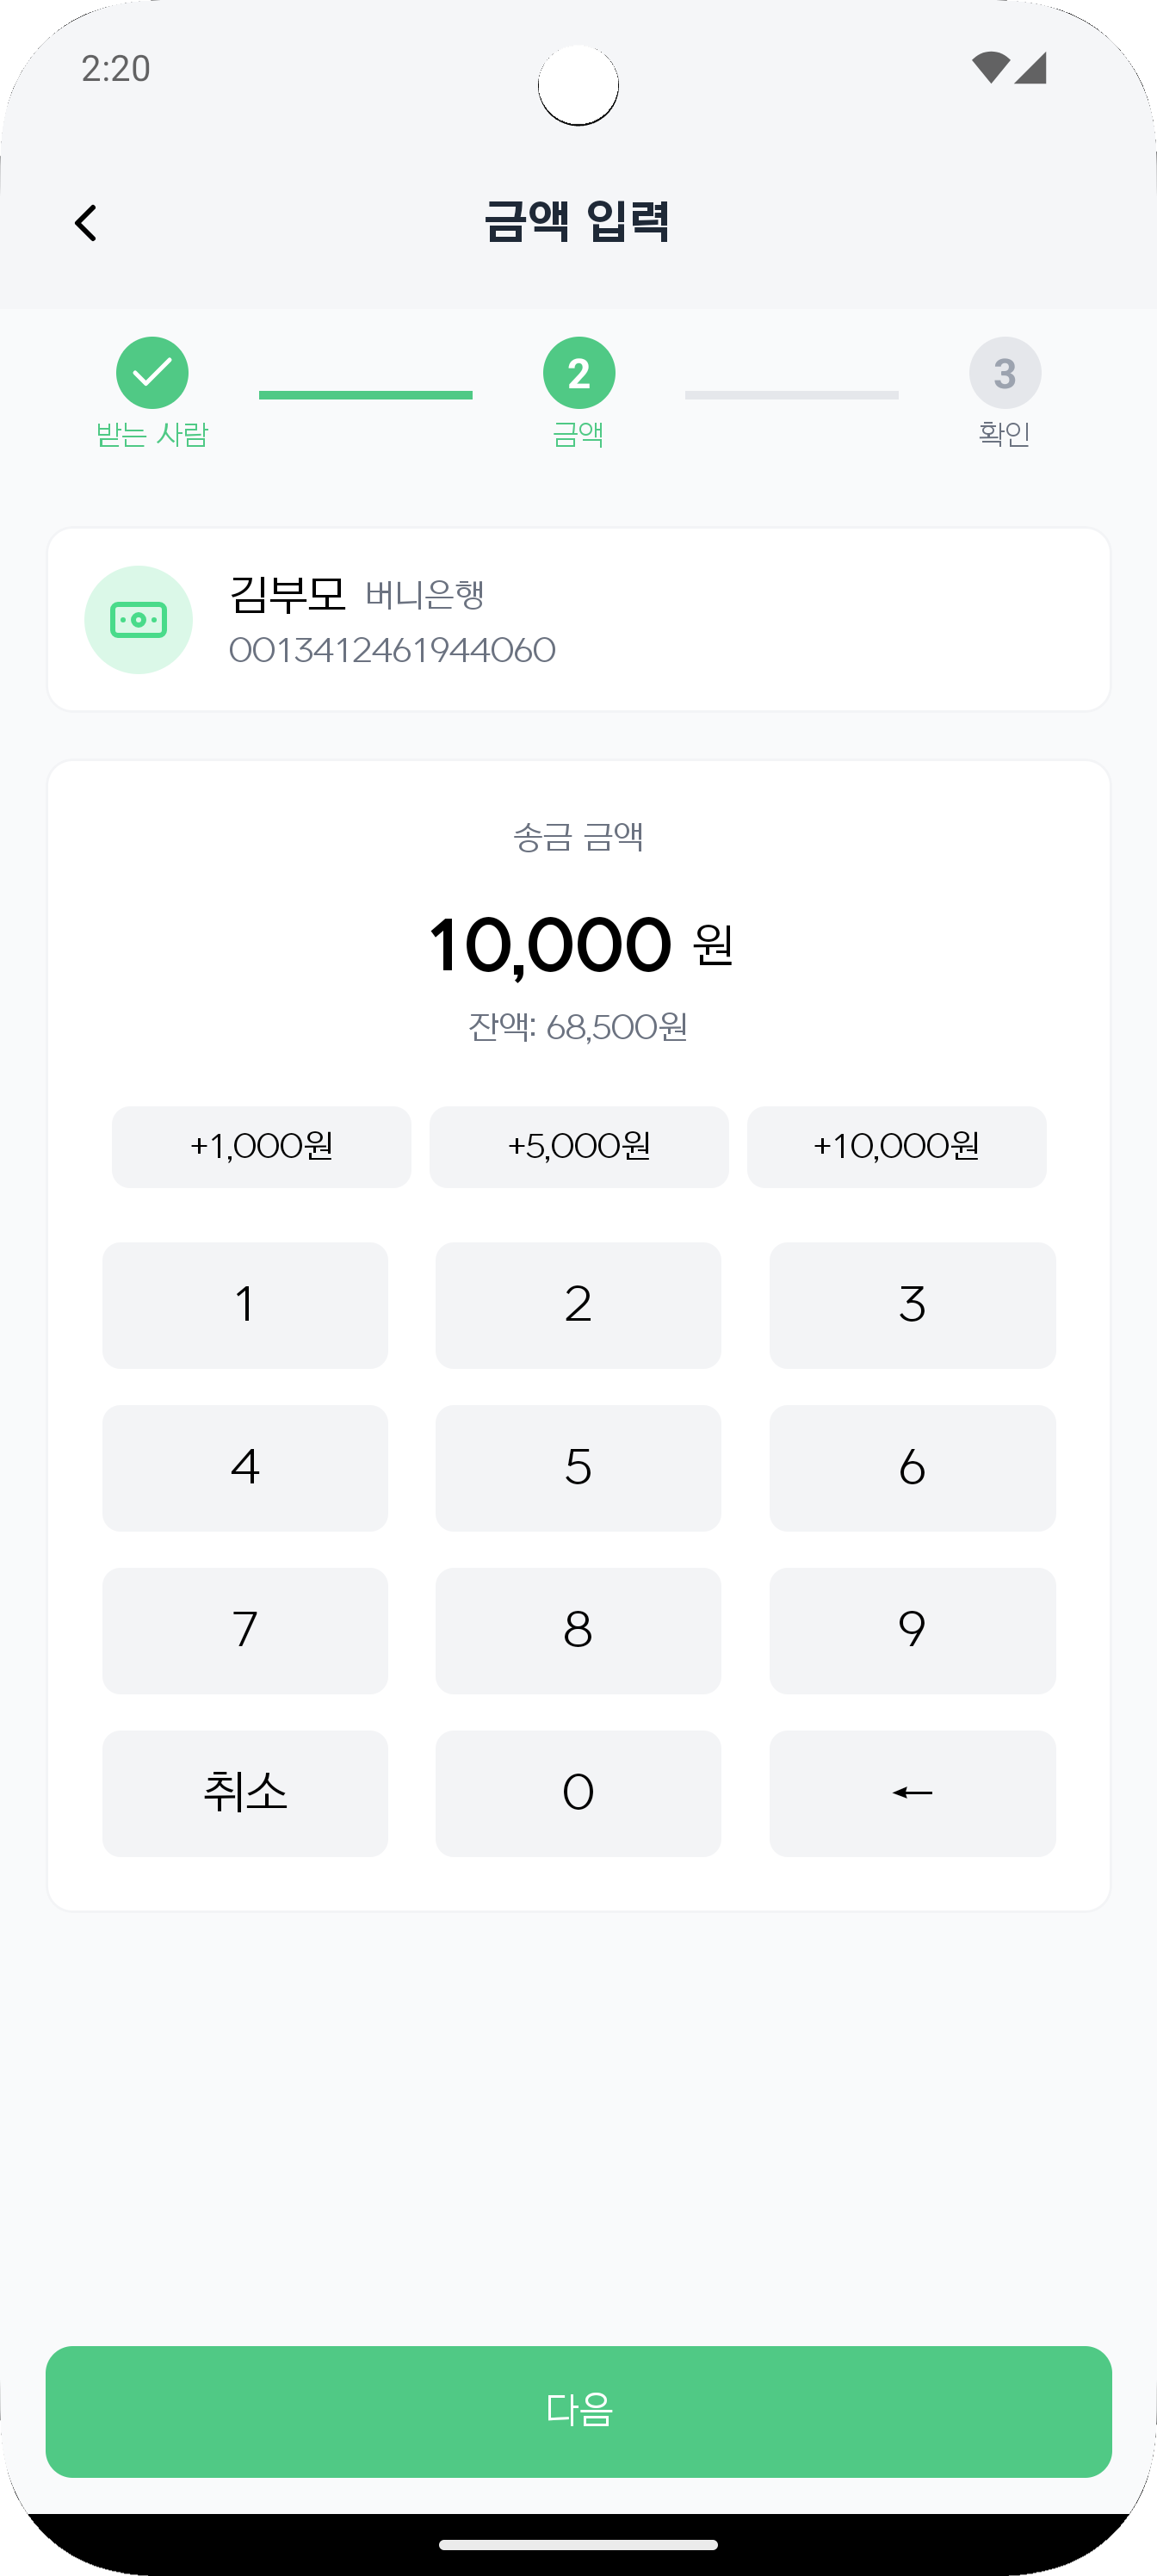 2:20
금액 입력
2
3
받는 사람
금액
확인
김부모 버니은행
0013412461944060
송금 금액
10,000 원
잔액: 68,500원
+1,000원
+5,000원
+10,000원
1
2
3
4
5
6
7
8
9
취소
0
←
다음